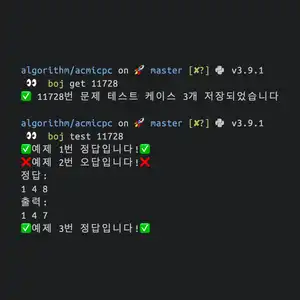 algorithm/acmicpc on 🚀 master [✘?] v3.9.1
👀 boj get 11728
✅ 11728번 문제 테스트 케이스 3개 저장되었습니다
algorithm/acmicpc on 🚀 master [✘?] v3.9.1
👀 boj test 11728
✅예제 1번 정답입니다!✅
❌예제 2번 오답입니다!❌
정답:
1 4 8
출력:
1 4 7
✅예제 3번 정답입니다!✅